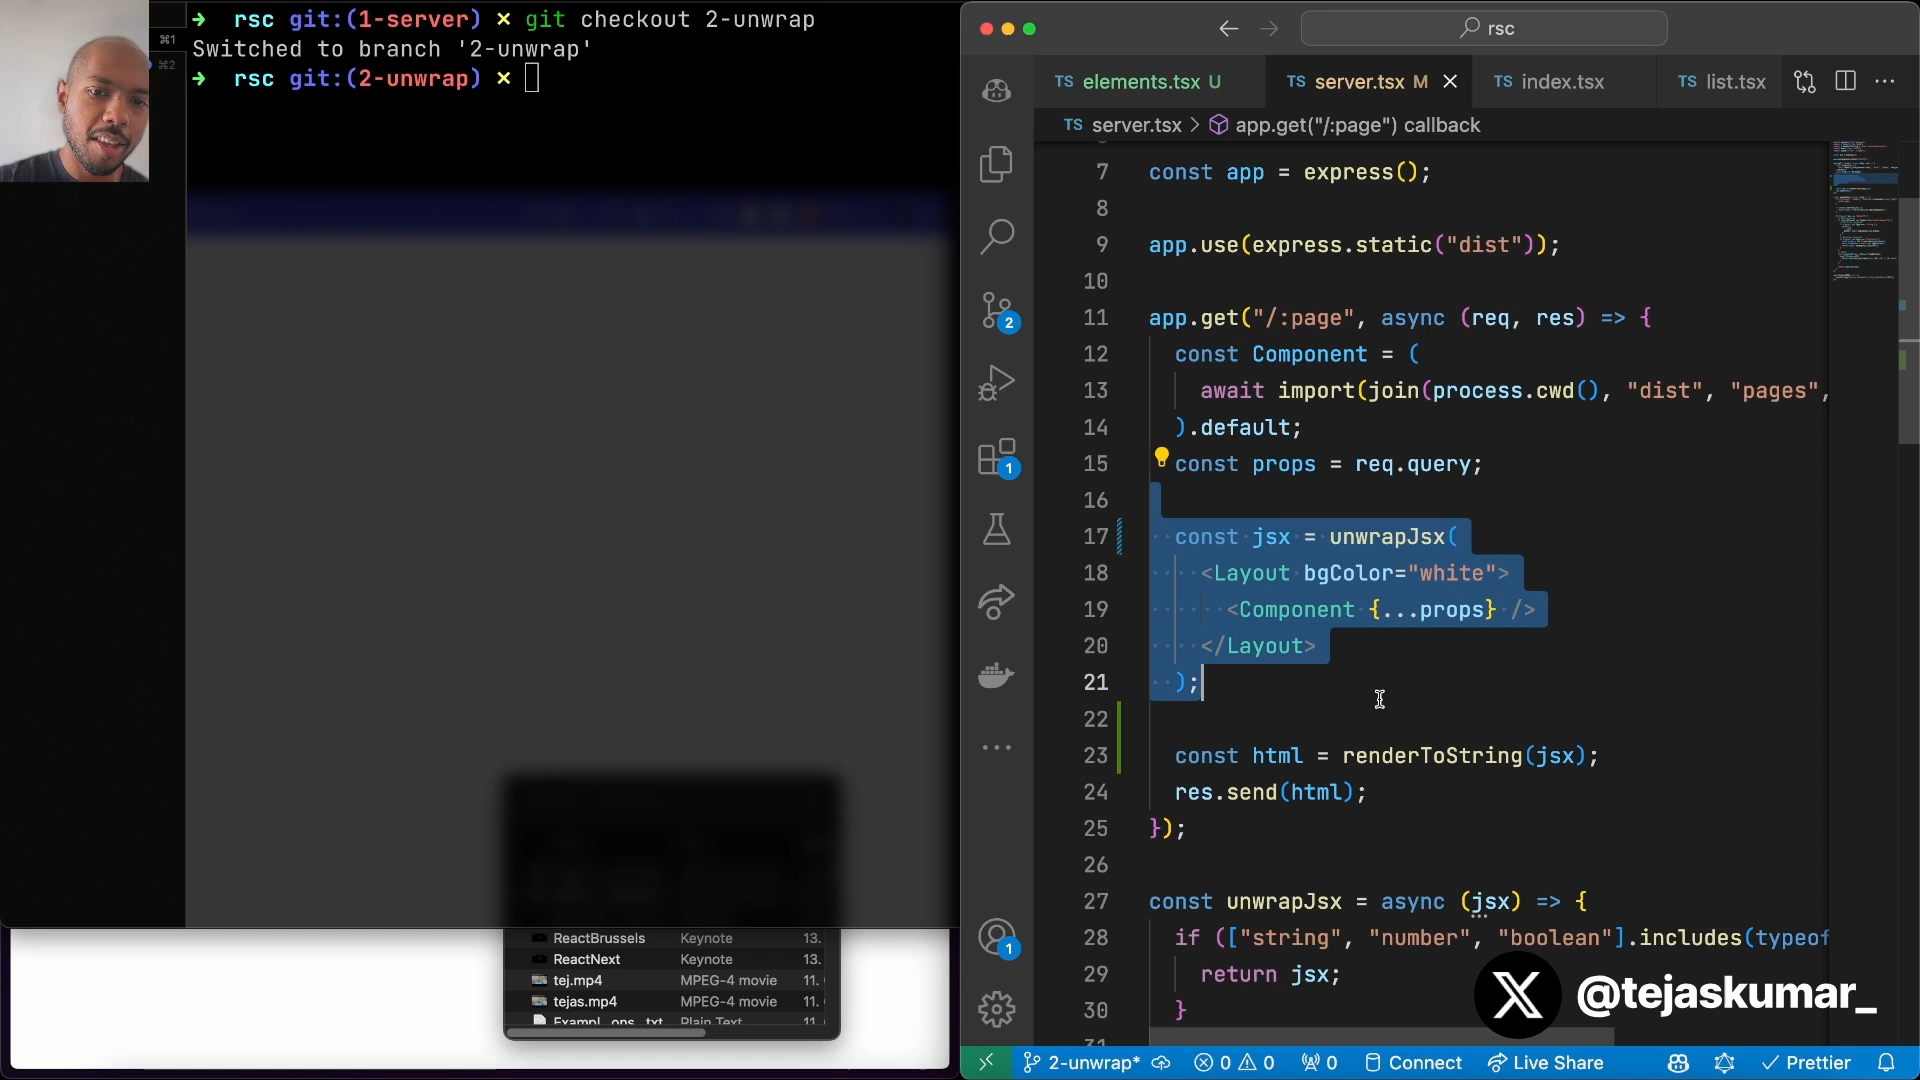 ➜ rsc git:(1-server) × git checkout 2-unwrap
Switched to branch '2-unwrap'
➜ rsc git:(2-unwrap) ×
⌘1
⌘2
ReactBrussels Keynote 13.
ReactNext Keynote 13.
tej.mp4 MPEG-4 movie 11.
tejas.mp4 MPEG-4 movie 11.
rsc
TS elements.tsx U
TS server.tsx M
TS index.tsx
TS list.tsx
TS server.tsx > app.get("/:page") callback
7 const app = express();
8
9 app.use(express.static("dist"));
10
11 app.get("/:page", async (req, res) => {
12 const Component = (
13 await import(join(process.cwd(), "dist", "pages",
14 ).default;
15 const props = req.query;
16
17 const jsx = unwrapJsx(
18 <Layout bgColor="white">
19 <Component {...props} />
20 </Layout>
21 );
22
23 const html = renderToString(jsx);
24 res.send(html);
25 });
26
27 const unwrapJsx = async (jsx) => {
28 if (["string", "number", "boolean"].includes(typeof
29 return jsx;
30 }
2
1
1
X @tejaskumar_
2-unwrap* 0 0 0 Connect Live Share Prettier